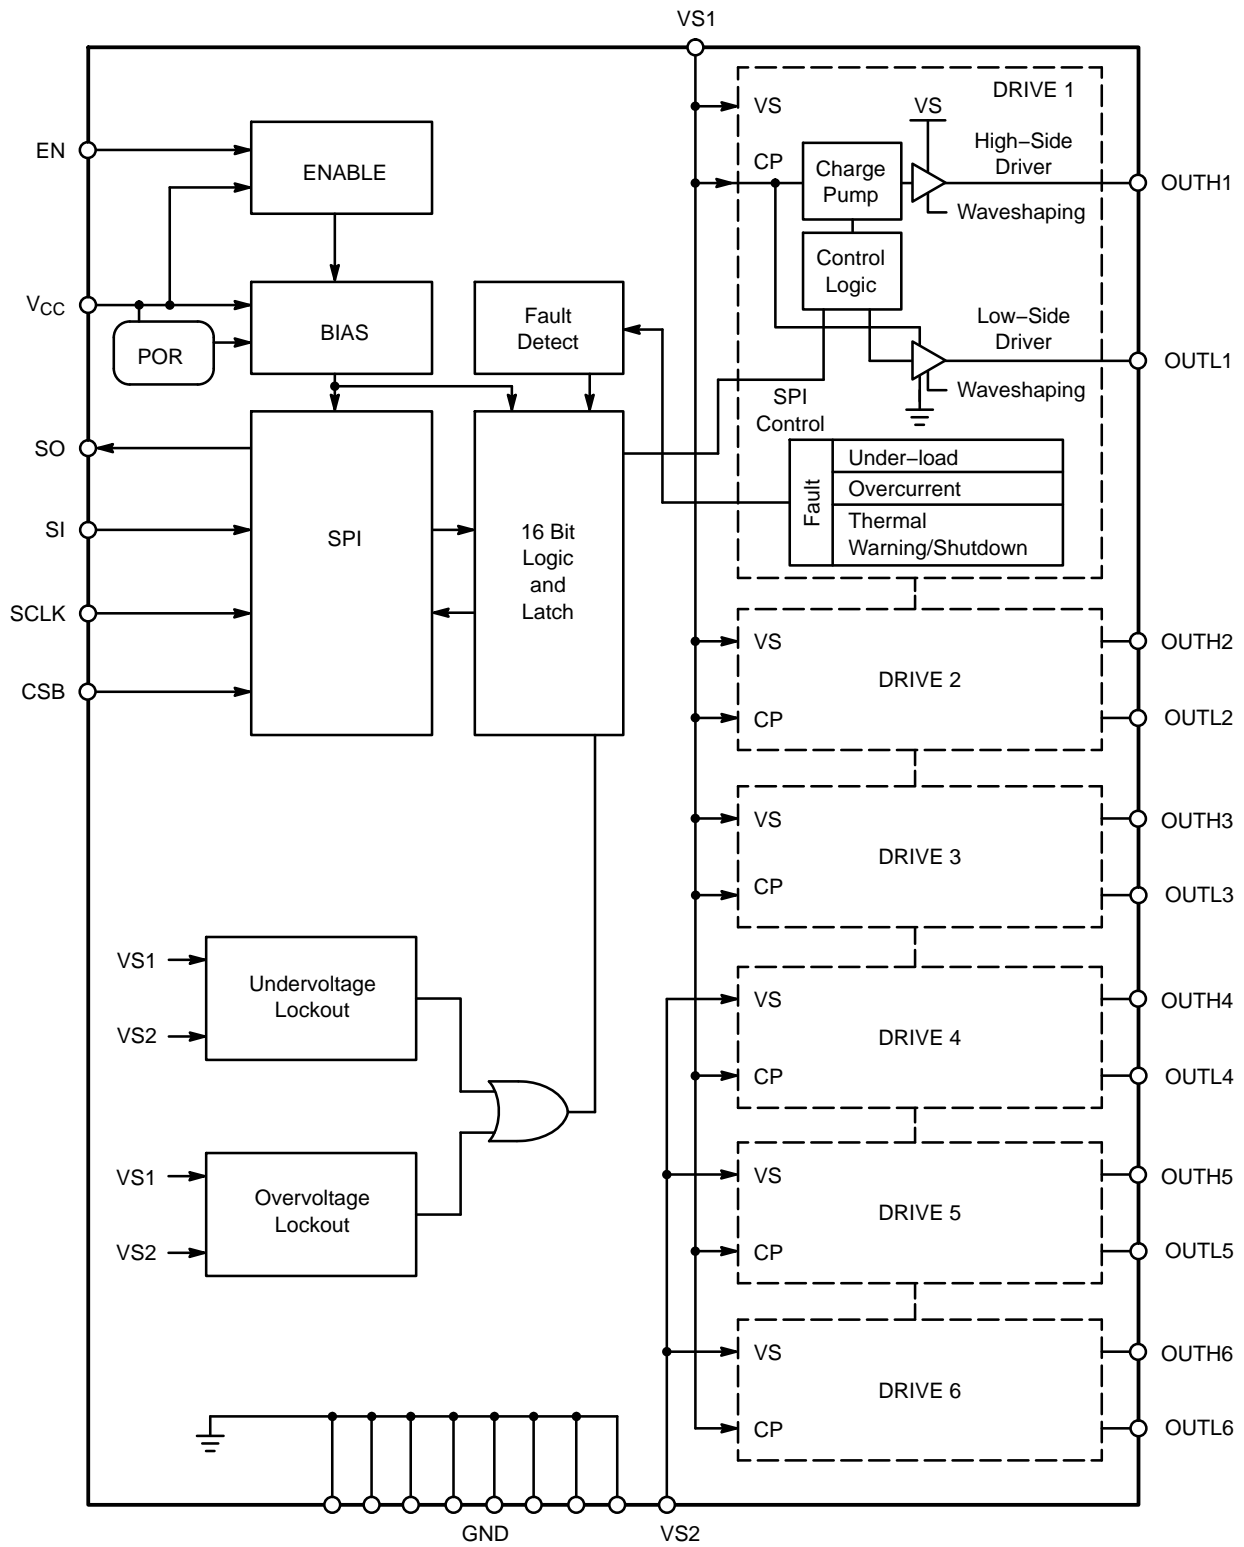 VS1
DRIVE 1
VS
VS
EN
ENABLE
CP
Charge
Pump
High−Side
Driver
OUTH1
Waveshaping
Control
Logic
VCC
BIAS
POR
Fault
Detect
Low−Side
Driver
OUTL1
Waveshaping
SPI
Control
SO
SI
SCLK
CSB
SPI
16 Bit
Logic
and
Latch
Fault
Under−load
Overcurrent
Thermal
Warning/Shutdown
VS
DRIVE 2
CP
OUTH2
OUTL2
VS
DRIVE 3
CP
OUTH3
OUTL3
VS1
VS2
Undervoltage
Lockout
VS
DRIVE 4
CP
OUTH4
OUTL4
VS1
VS2
Overvoltage
Lockout
VS
DRIVE 5
CP
OUTH5
OUTL5
VS
DRIVE 6
CP
OUTH6
OUTL6
GND
VS2